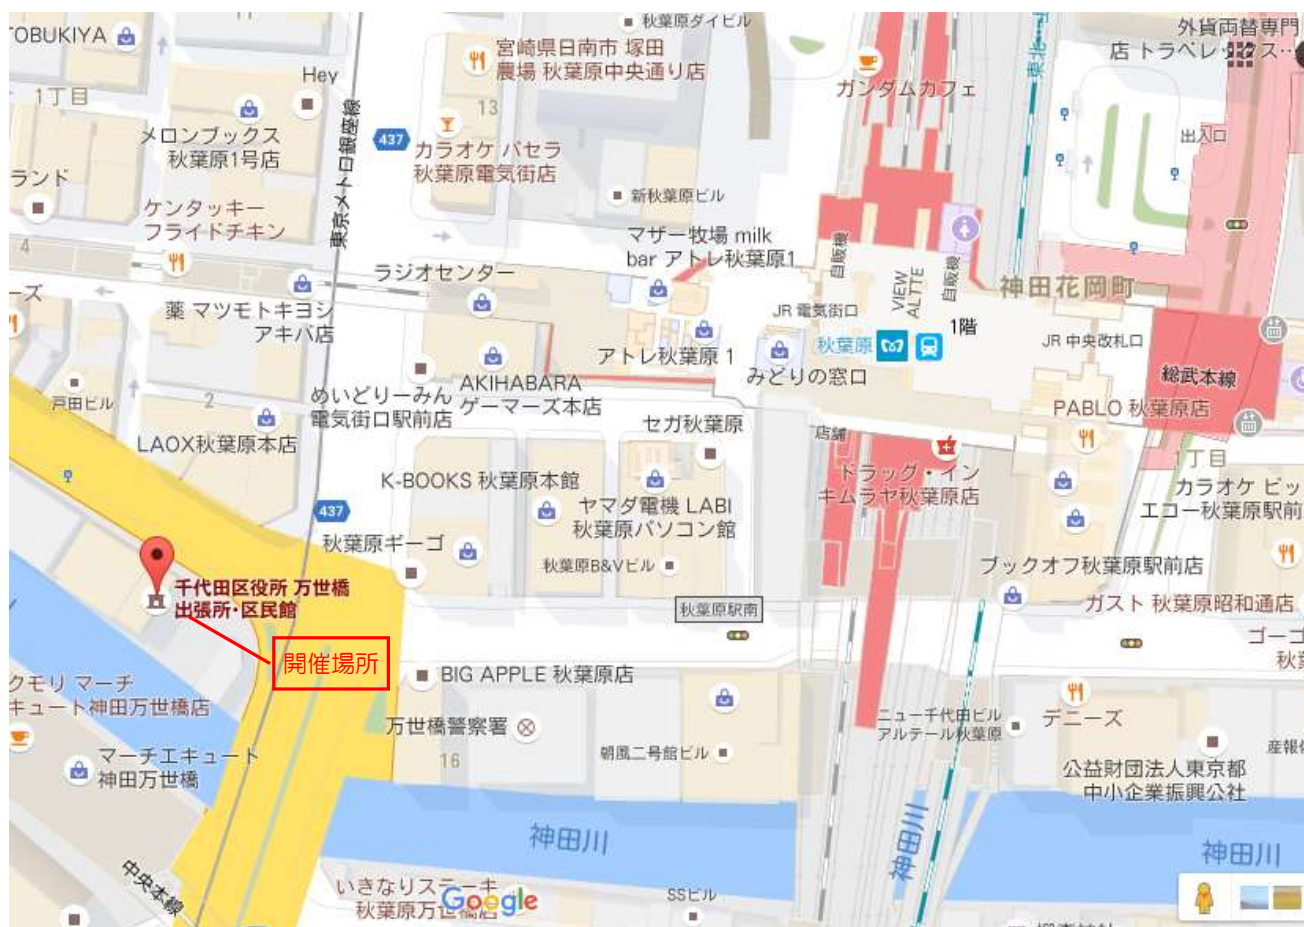 OBUKIYA
1丁目
Hey
東京メトロ銀座線
437
秋葉原ダイビル
宮崎県日南市 塚田
農場 秋葉原中央通り店
13
カラオケ パセラ
秋葉原電気街店
ガンダムカフェ
外貨両替専門
店 トラベレックス…
出入口
メロンブックス
秋葉原1号店
ランド
ケンタッキー
フライドチキン
4
新秋葉原ビル
マザー牧場 milk
bar アトレ秋葉原1
自販機
VIEW
ALTTE
自販機
神田花岡町
ーズ
薬 マツモトキヨシ
アキバ店
ラジオセンター
JR 電気街口
秋葉原
1階
JR 中央改札口
アトレ秋葉原 1
みどりの窓口
総武本線
AKIHABARA
ゲーマーズ本店
めいどりーみん
電気街口駅前店
戸田ビル
2
LAOX秋葉原本店
セガ秋葉原
店舗
PABLO 秋葉原店
ドラッグ・イン
キムラヤ秋葉原店
1丁目
カラオケ ビッ
エコー秋葉原駅前
K-BOOKS 秋葉原本館
ヤマダ電機 LABI
秋葉原パソコン館
437
秋葉原ギーゴ
秋葉原B&Vビル
ブックオフ秋葉原駅前店
千代田区役所 万世橋
出張所・区民館
秋葉原駅南
ガスト 秋葉原昭和通店
ゴーゴ
秋葉
開催場所
BIG APPLE 秋葉原店
クモリ マーチ
キュート神田万世橋店
万世橋警察署
16
ニュー千代田ビル
アルテール秋葉原
デニーズ
マーチエキュート
神田万世橋
朝風二号館ビル
公益財団法人東京都
中小企業振興公社
神田川
神田川
神田川
中央本線
いきなりステーキ
Google
SSビル